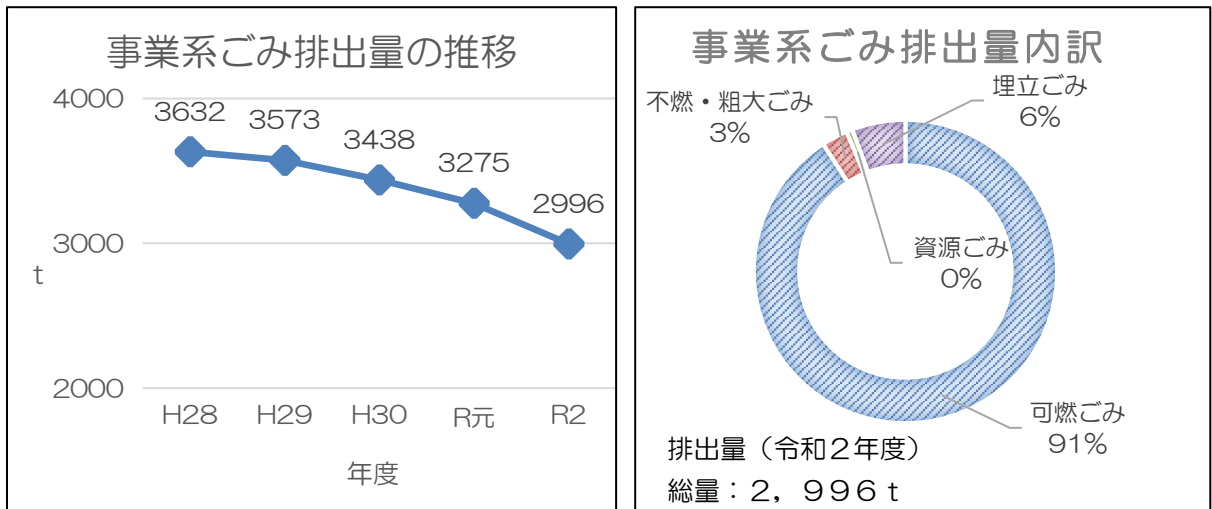 事業系ごみ排出量の推移
4000
3632
3573
3438
3275
2996
3000
t
2000
H28
H29
H30
R元
R2
年度
事業系ごみ排出量内訳
不燃・粗大ごみ
3%
埋立ごみ
6%
資源ごみ
0%
可燃ごみ
91%
排出量（令和２年度）
総量：２，９９６ｔ